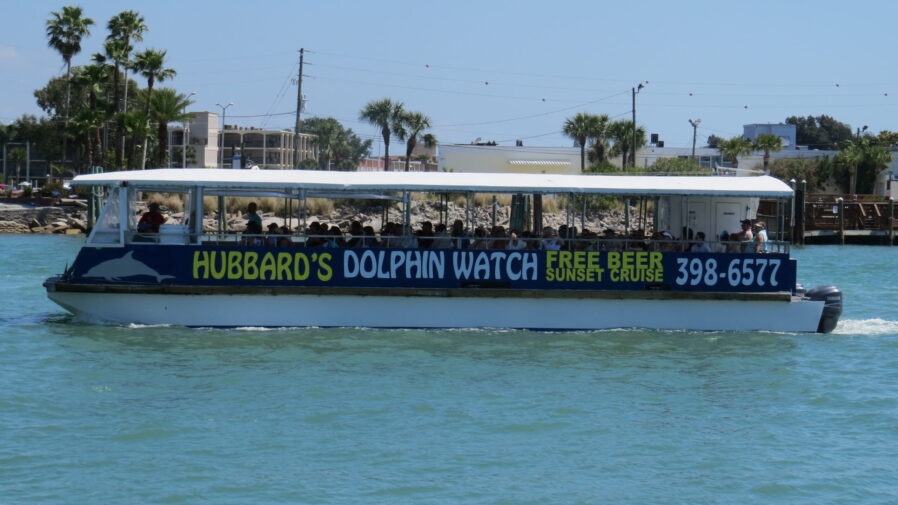 HUBBARD'S DOLPHIN WATCH FREE BEER
SUNSET CRUISE 398-6577